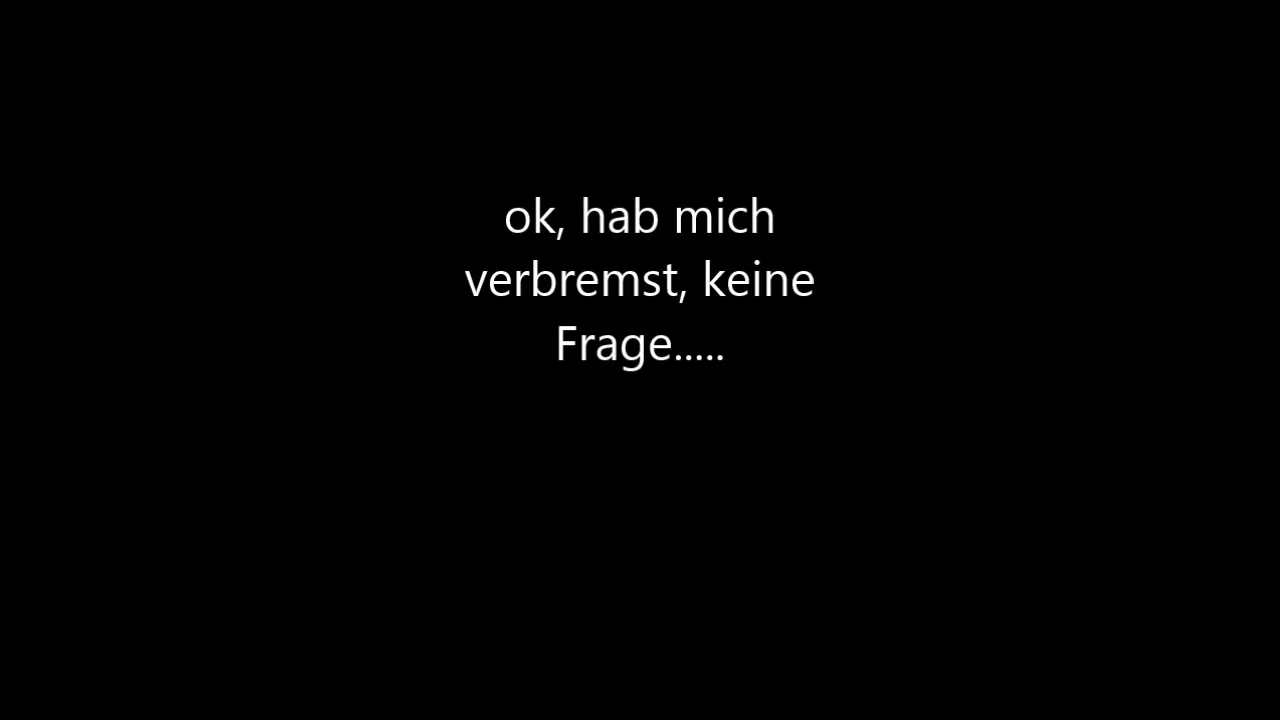 ok, hab mich
verbremst, keine
Frage.....